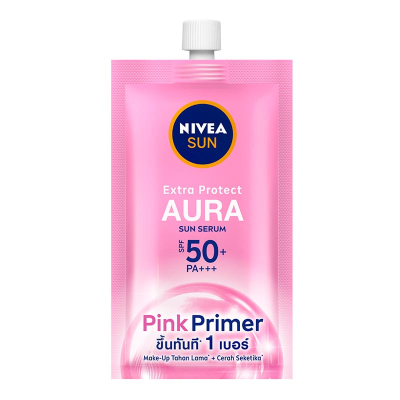 NIVEA
SUN
Extra Protect
AURA
SUN SERUM
SPF 50+
PA+++
Pink Primer
ขึ้นทันที* 1 เบอร์
Make-Up Tahan Lama* + Cerah Seketika*